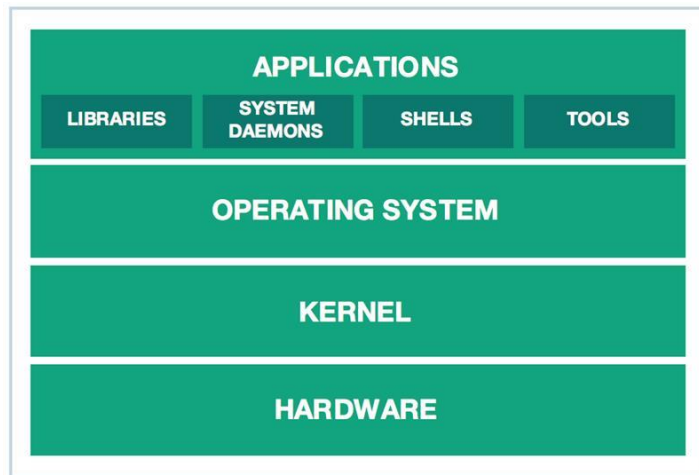 APPLICATIONS
LIBRARIES
SYSTEM
DAEMONS
SHELLS
TOOLS
OPERATING SYSTEM
KERNEL
HARDWARE